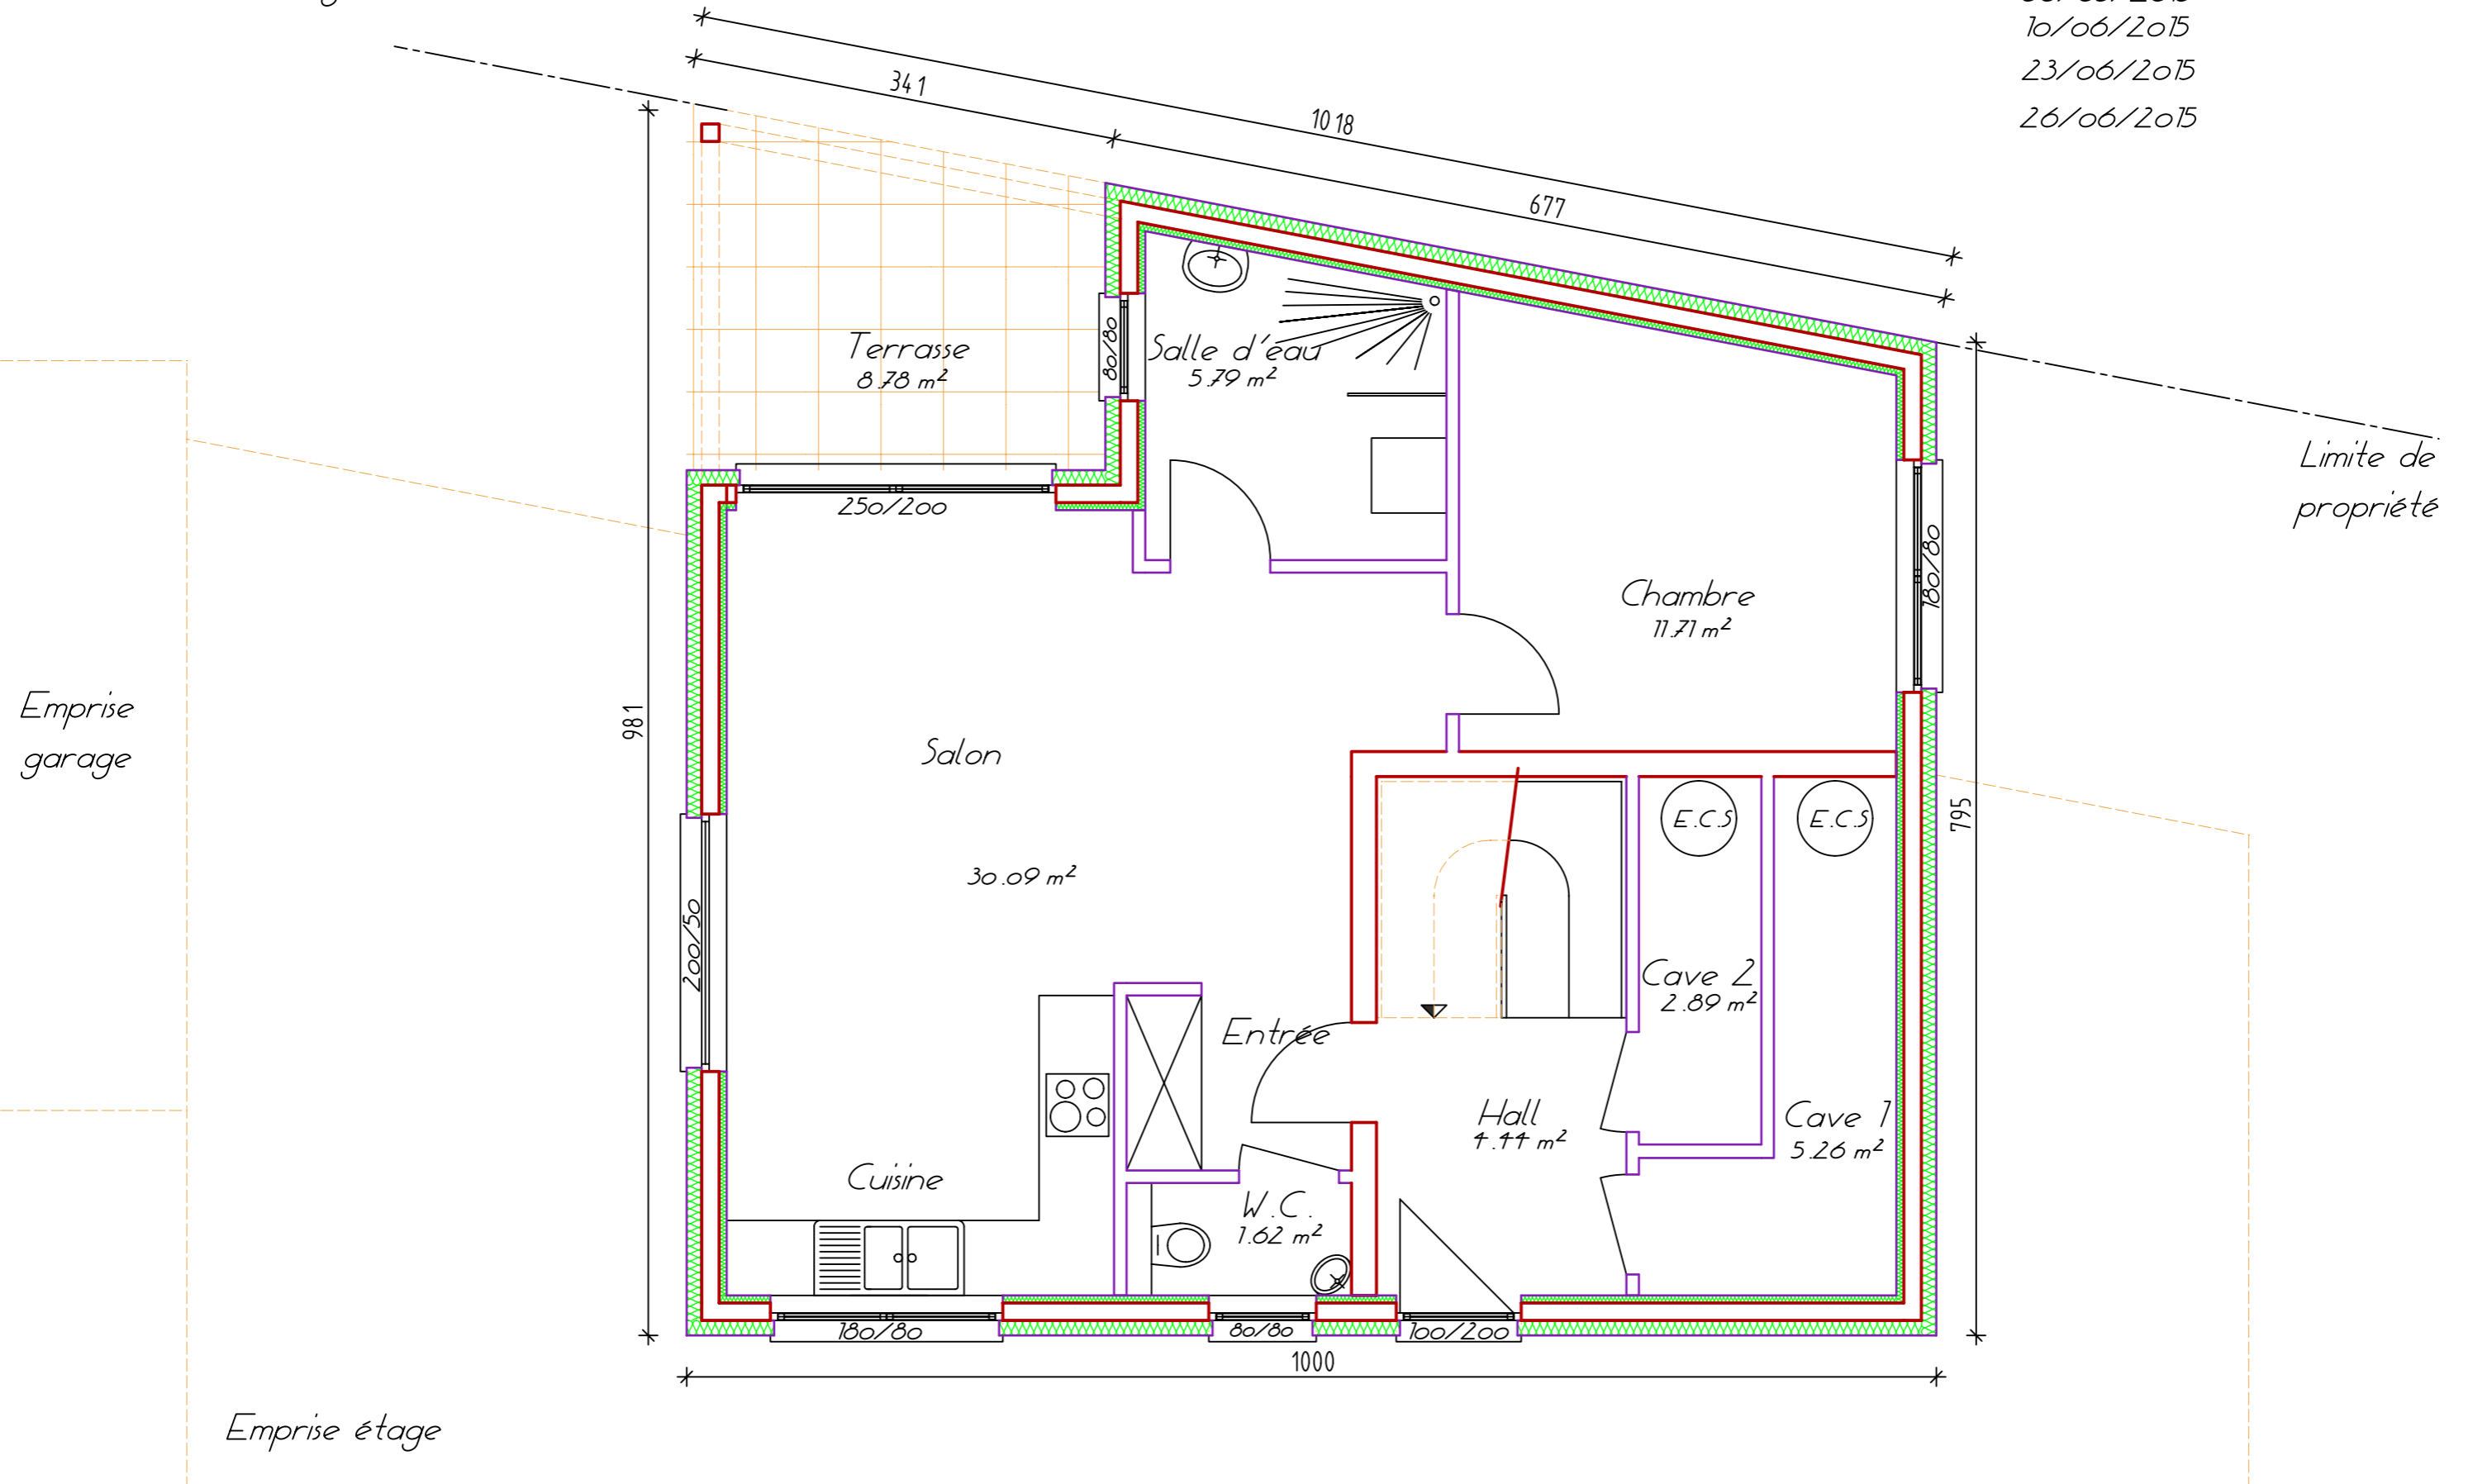 10/06/2015
23/06/2015
26/06/2015
341
1018
677
Terrasse
8.78 m²
80/80
Salle d'eau
5.79 m²
Limite de
propriété
250/200
180/80
Chambre
11.71 m²
Emprise
garage
981
Salon
795
E.C.S
E.C.S
30.09 m²
200/50
Cave 2
2.89 m²
Entrée
Hall
4.44 m²
Cave 1
5.26 m²
Cuisine
W.C.
1.62 m²
180/80
80/80
100/200
1000
Emprise étage